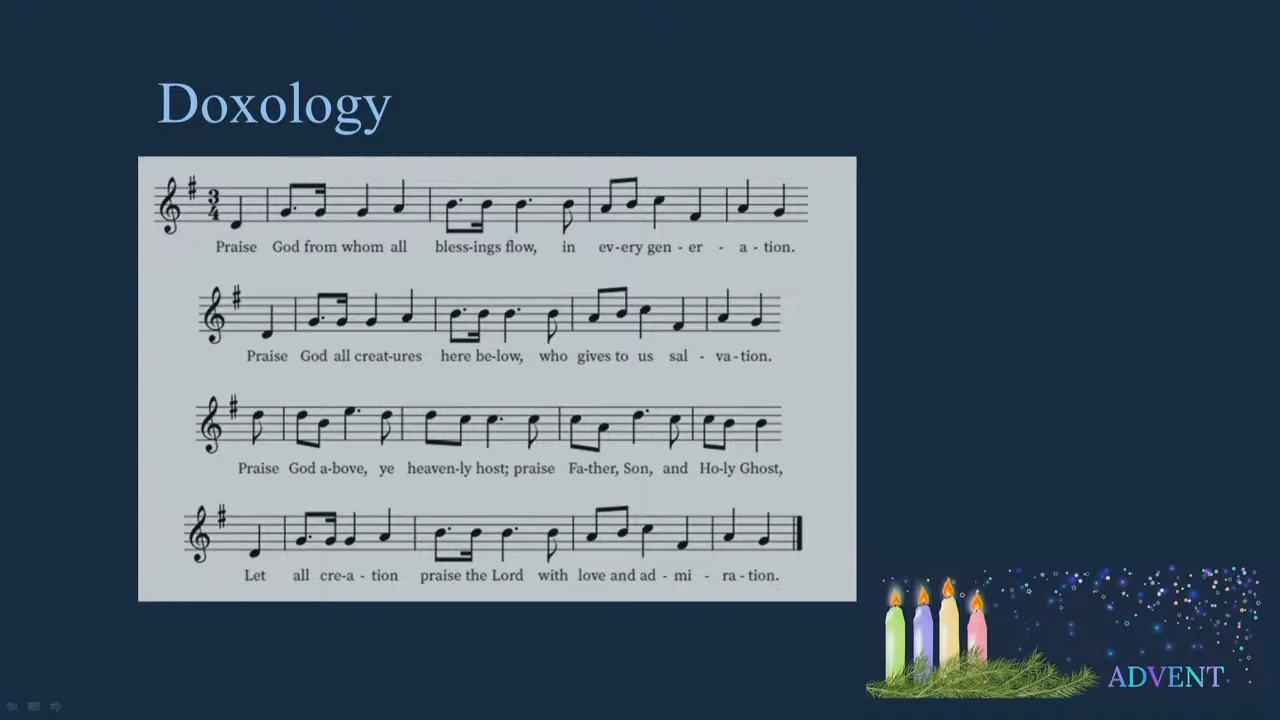 Doxology
3
4
Praise God from whom all bless-ings flow, in ev-ery gen - er - a - tion.
Praise God all creat-ures here be-low, who gives to us sal - va - tion.
Praise God a-bove, ye heaven-ly host; praise Fa-ther, Son, and Ho-ly Ghost,
Let all cre-a - tion praise the Lord with love and ad - mi - ra - tion.
ADVENT